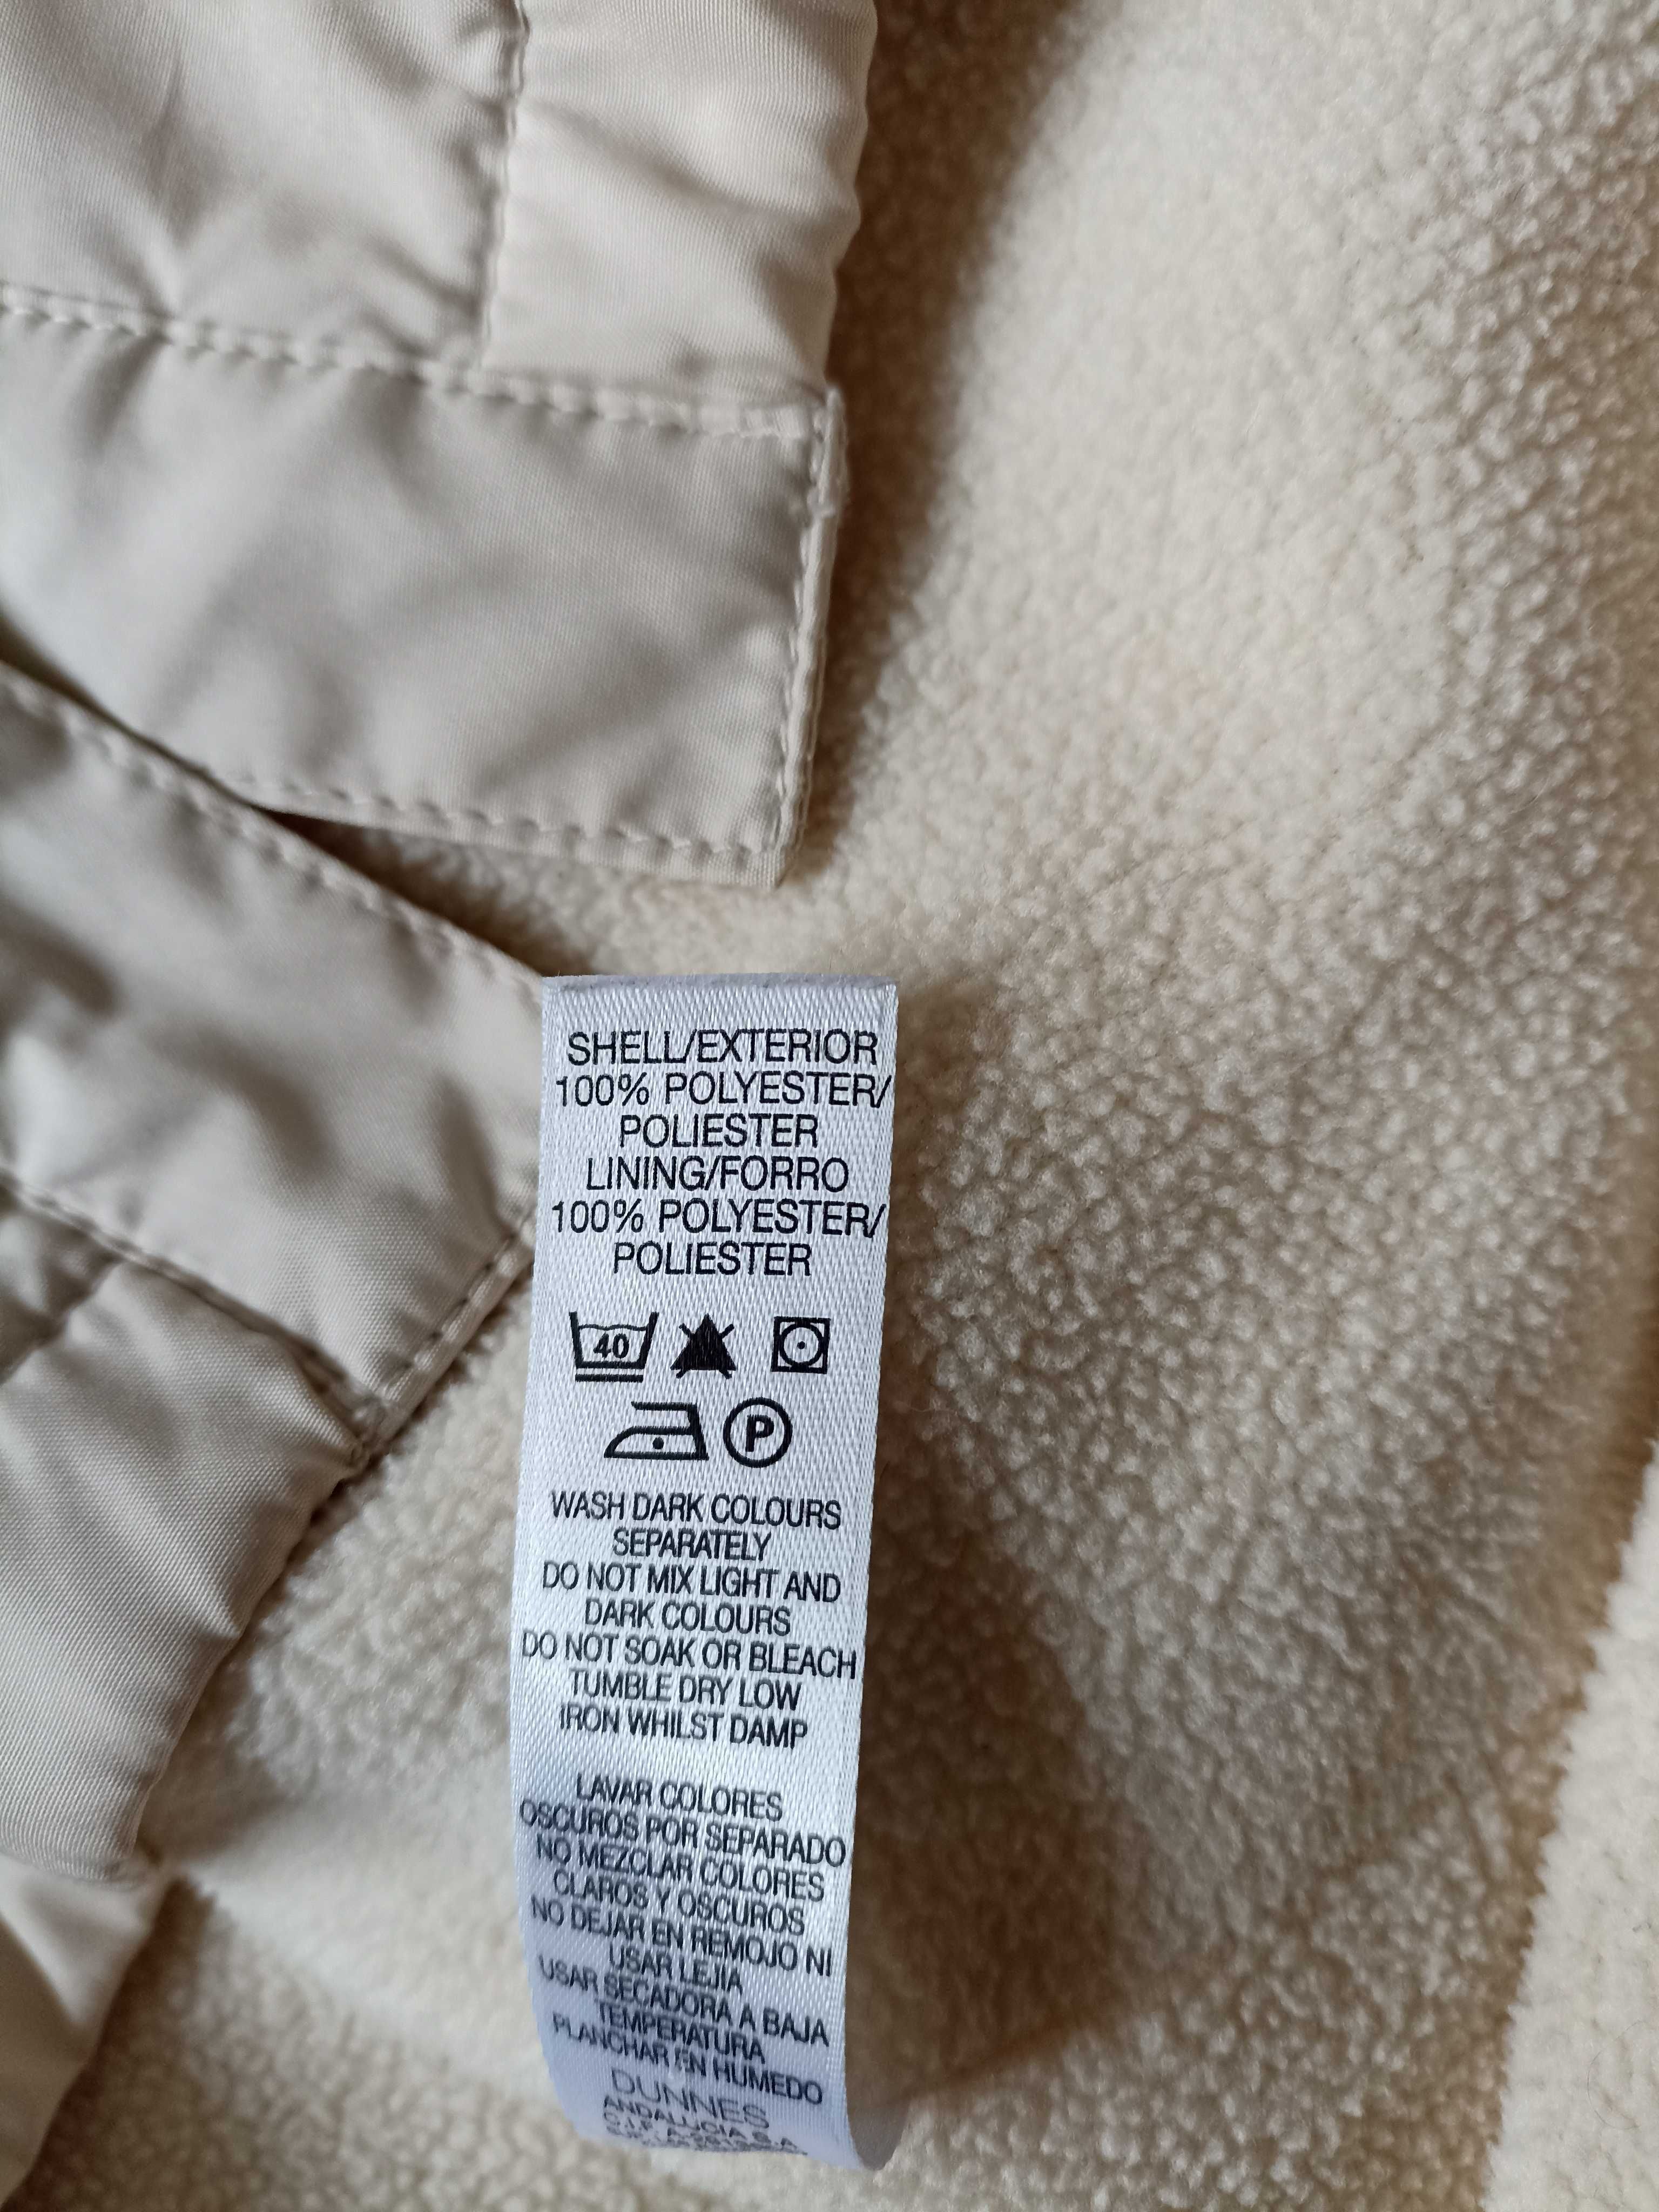 SHELL/EXTERIOR
100% POLYESTER/
POLIESTER
LINING/FORRO
100% POLYESTER/
POLIESTER
40
P
WASH DARK COLOURS
SEPARATELY
DO NOT MIX LIGHT AND
DARK COLOURS
DO NOT SOAK OR BLEACH
TUMBLE DRY LOW
IRON WHILST DAMP
LAVAR COLORES
OSCUROS POR SEPARADO
NO MEZCLAR COLORES
CLAROS Y OSCUROS
NO DEJAR EN REMOJO NI
USAR LEJIA
USAR SECADORA A BAJA
TEMPERATURA
PLANCHAR EN HUMEDO
DUNNES
ANDALUCIA S.A
C.I.F.